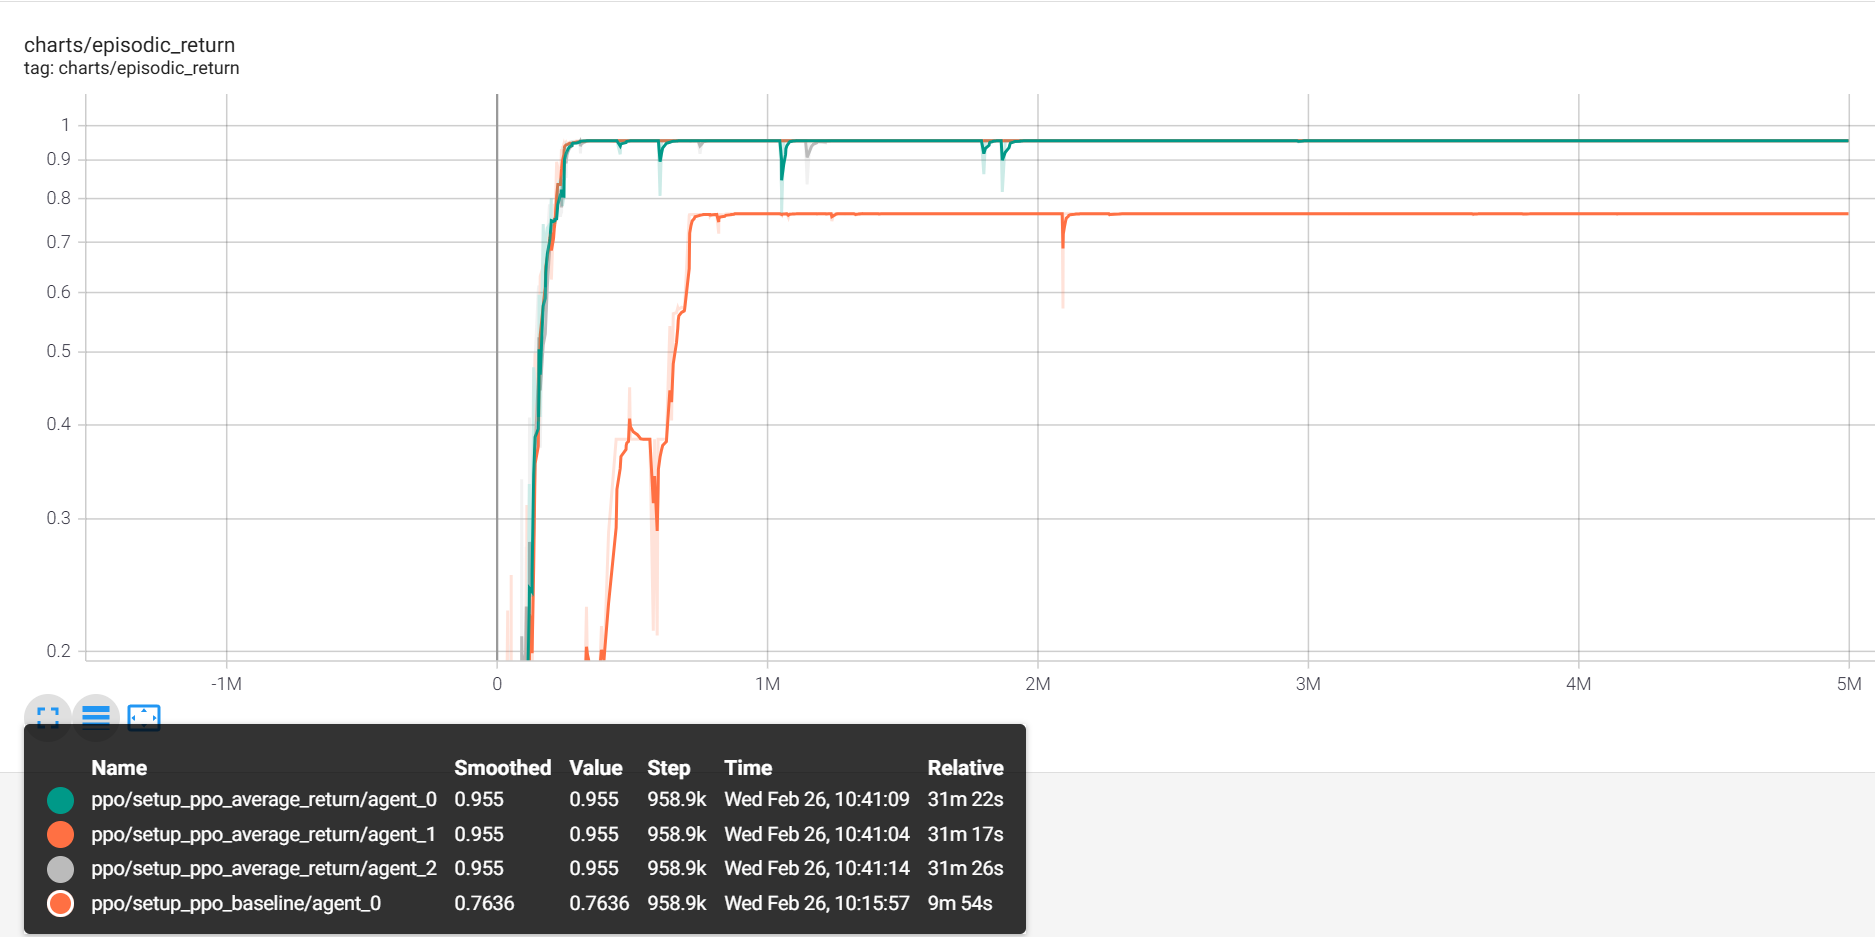 charts/episodic_return
tag: charts/episodic_return
1
0.9
0.8
0.7
0.6
0.5
0.4
0.3
0.2
-1M 0 1M 2M 3M 4M 5M
Name Smoothed Value Step Time Relative
ppo/setup_ppo_average_return/agent_0 0.955 0.955 958.9k Wed Feb 26, 10:41:09 31m 22s
ppo/setup_ppo_average_return/agent_1 0.955 0.955 958.9k Wed Feb 26, 10:41:04 31m 17s
ppo/setup_ppo_average_return/agent_2 0.955 0.955 958.9k Wed Feb 26, 10:41:14 31m 26s
ppo/setup_ppo_baseline/agent_0 0.7636 0.7636 958.9k Wed Feb 26, 10:15:57 9m 54s